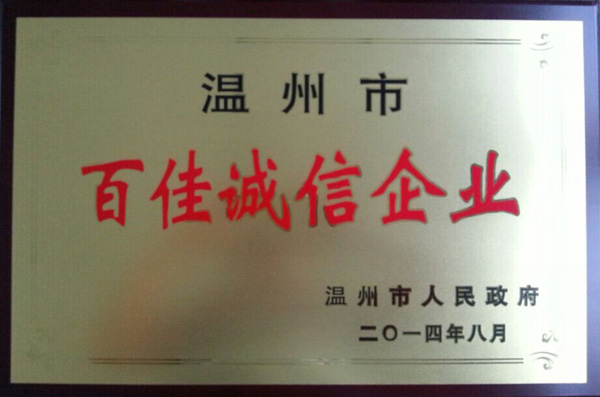 温州市
百佳诚信企业
温州市人民政府
二〇一四年八月